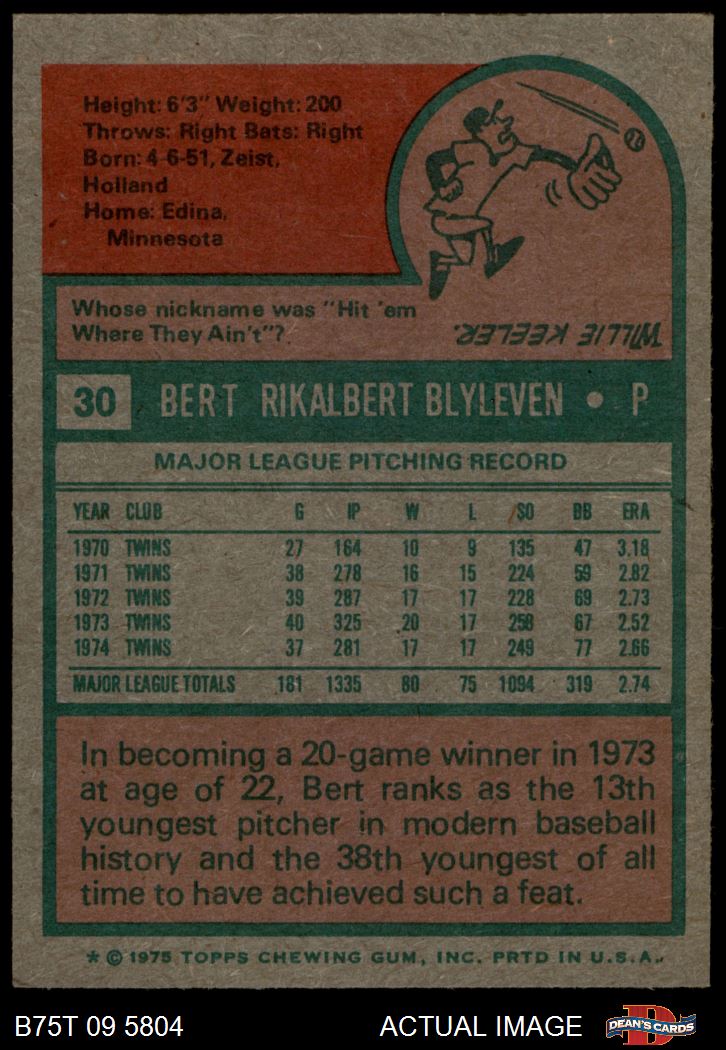 Height: 6'3" Weight: 200
Throws: Right Bats: Right
Born: 4-6-51, Zeist,
Holland
Home: Edina,
Minnesota
Whose nickname was "Hit 'em
Where They Ain't"?
WILLIE KEELER.
30 BERT RIKALBERT BLYLEVEN • P
MAJOR LEAGUE PITCHING RECORD
YEAR CLUB G IP W L SO BB ERA
1970 TWINS 27 164 10 9 135 47 3.18
1971 TWINS 38 278 16 15 224 59 2.82
1972 TWINS 39 287 17 17 228 69 2.73
1973 TWINS 40 325 20 17 258 67 2.52
1974 TWINS 37 281 17 17 249 77 2.66
MAJOR LEAGUE TOTALS 181 1335 80 75 1094 319 2.74
In becoming a 20-game winner in 1973
at age of 22, Bert ranks as the 13th
youngest pitcher in modern baseball
history and the 38th youngest of all
time to have achieved such a feat.
* © 1975 TOPPS CHEWING GUM, INC. PRTD IN U.S.A.
B75T 09 5804 ACTUAL IMAGE D DEAN'S CARDS